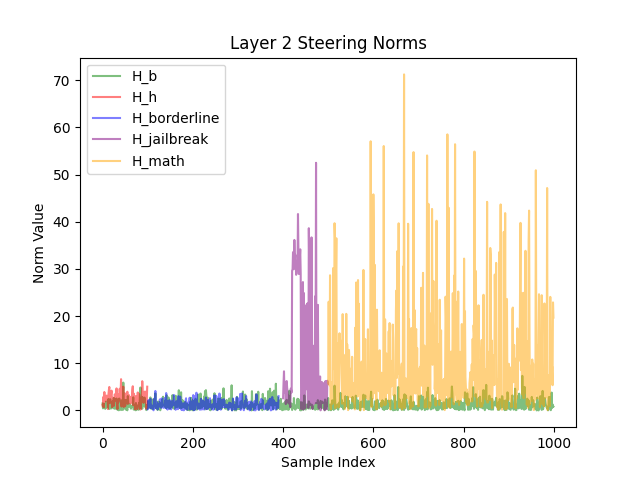 Layer 2 Steering Norms
H_b
H_h
H_borderline
H_jailbreak
H_math
Norm Value
70
60
50
40
30
20
10
0
0 200 400 600 800 1000
Sample Index